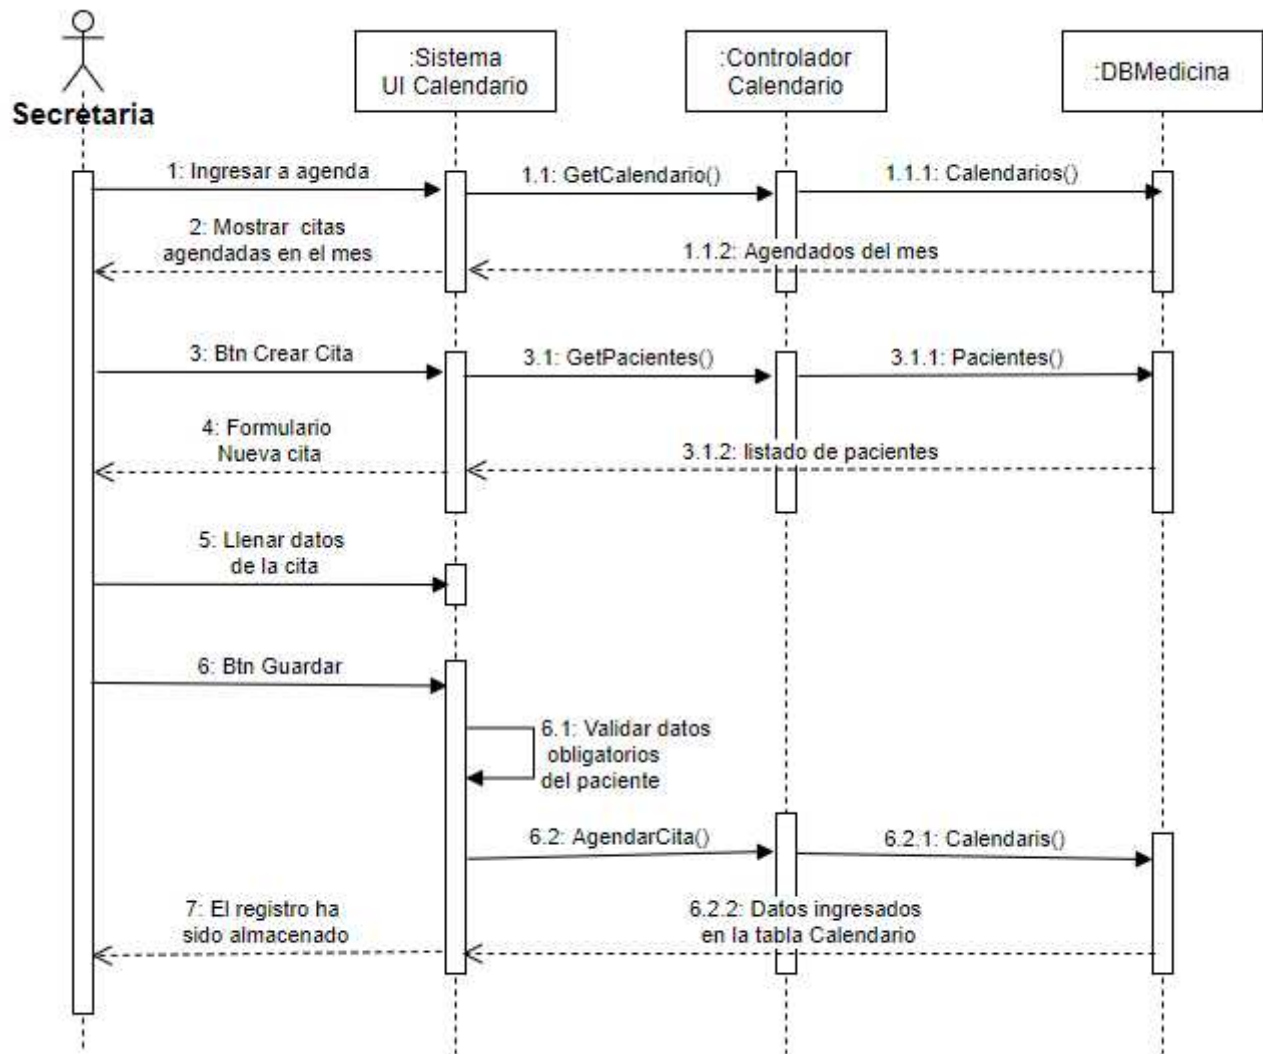 :Sistema
UI Calendario
:Controlador
Calendario
:DBMedicina
Secretaria
1: Ingresar a agenda
1.1: GetCalendario()
1.1.1: Calendarios()
2: Mostrar citas
agendadas en el mes
1.1.2: Agendados del mes
3: Btn Crear Cita
3.1: GetPacientes()
3.1.1: Pacientes()
4: Formulario
Nueva cita
3.1.2: listado de pacientes
5: Llenar datos
de la cita
6: Btn Guardar
6.1: Validar datos
obligatorios
del paciente
6.2: AgendarCita()
6.2.1: Calendaris()
7: El registro ha
sido almacenado
6.2.2: Datos ingresados
en la tabla Calendario